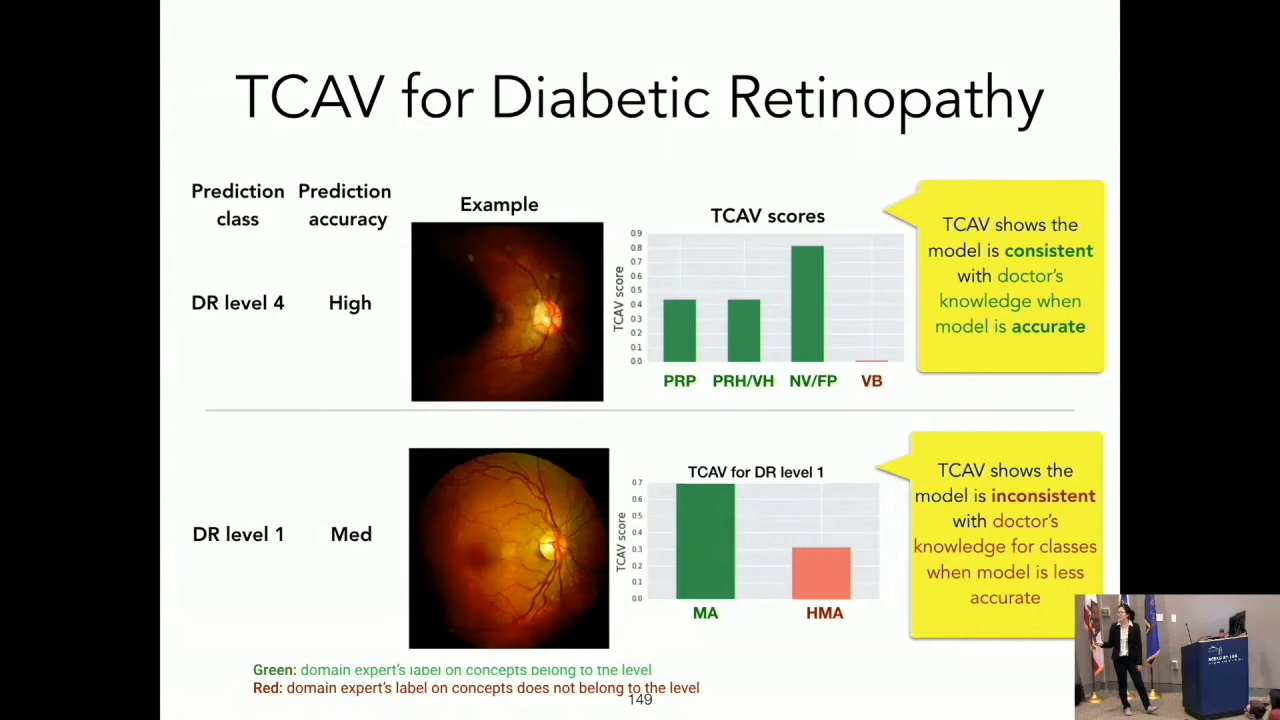 TCAV for Diabetic Retinopathy
Prediction class
Prediction accuracy
Example
TCAV scores
DR level 4
High
TCAV score
0.9
0.8
0.7
0.6
0.5
0.4
0.3
0.2
0.1
0.0
PRP
PRH/VH
NV/FP
VB
TCAV shows the
model is consistent
with doctor's
knowledge when
model is accurate
DR level 1
Med
TCAV for DR level 1
TCAV score
0.7
0.6
0.5
0.4
0.3
0.2
0.1
0.0
MA
HMA
TCAV shows the
model is inconsistent
with doctor's
knowledge for classes
when model is less
accurate
Green: domain expert's label on concepts belong to the level
Red: domain expert's label on concepts does not belong to the level
149